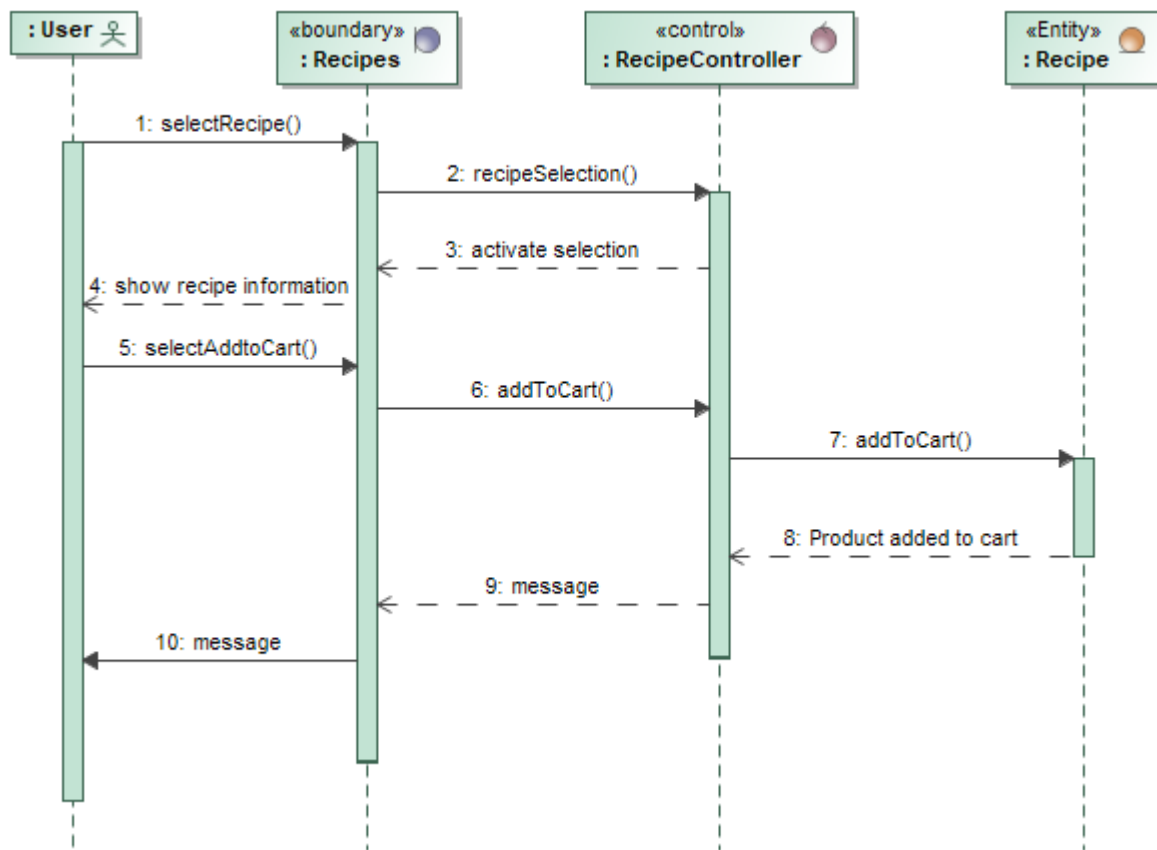 : User
«boundary»
: Recipes
«control»
: RecipeController
«Entity»
: Recipe
1: selectRecipe()
2: recipeSelection()
3: activate selection
4: show recipe information
5: selectAddtoCart()
6: addToCart()
7: addToCart()
8: Product added to cart
9: message
10: message